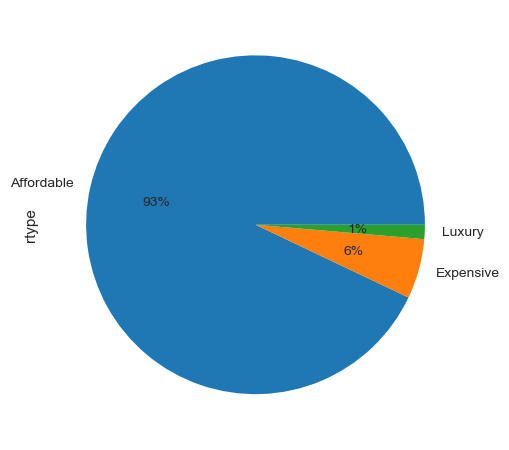 Affordable
93%
rtype
1%
Luxury
6%
Expensive